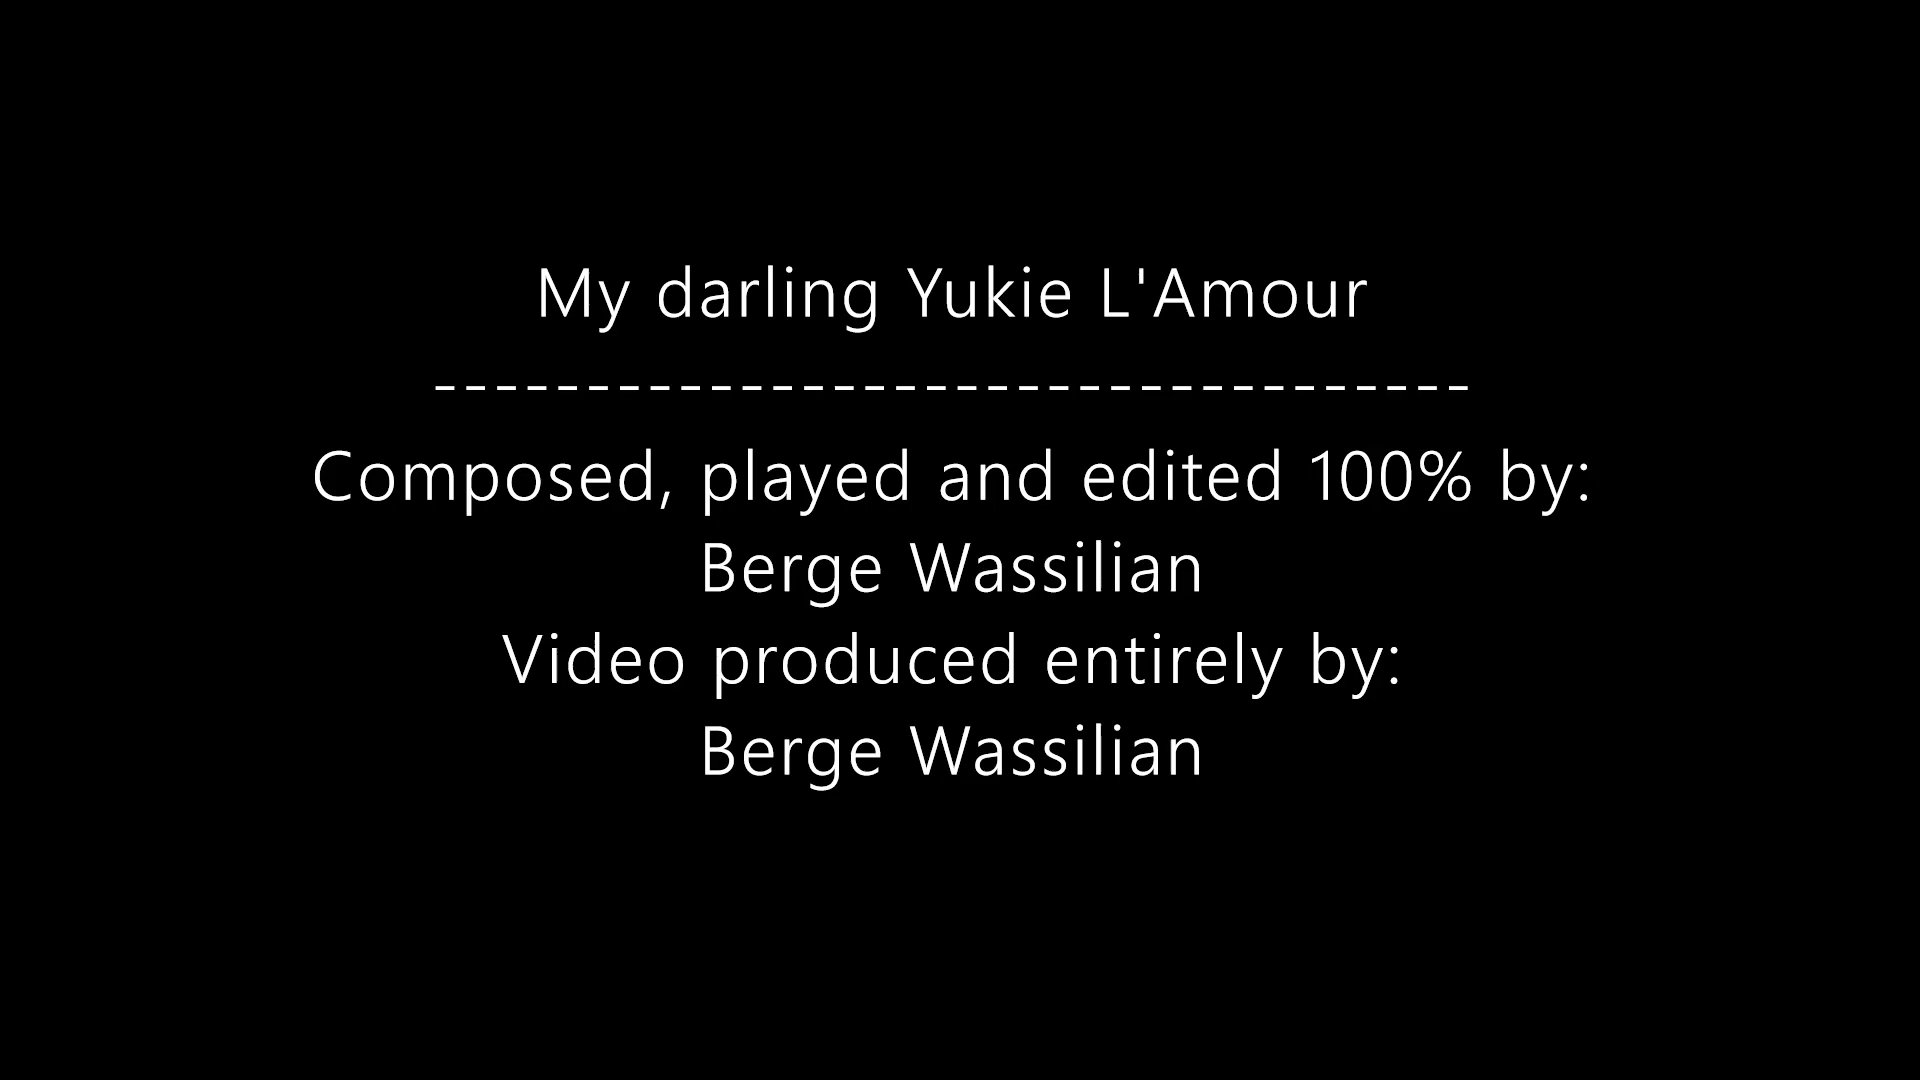 My darling Yukie L'Amour
----------------------------------
Composed, played and edited 100% by:
Berge Wassilian
Video produced entirely by:
Berge Wassilian